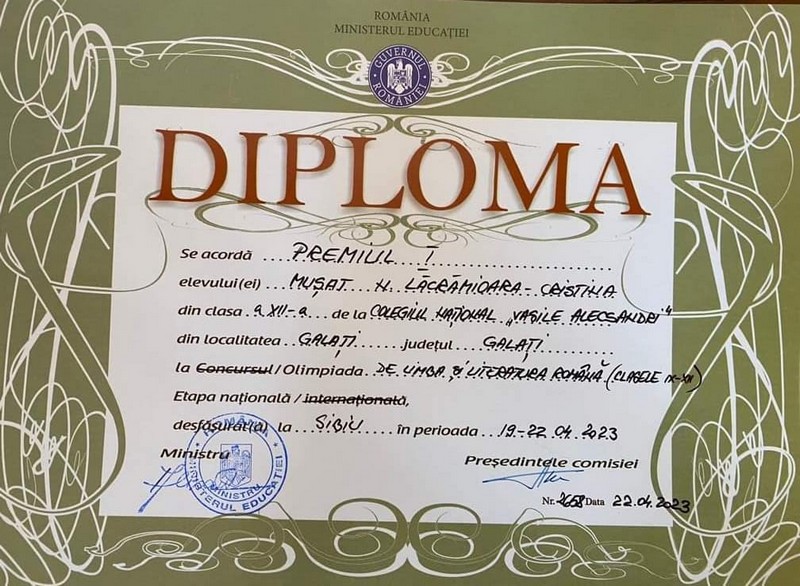 ROMÂNIA
MINISTERUL EDUCAȚIEI
GUVERNUL ROMÂNIEI
DIPLOMA
Se acordă ....PREMIUL I............
elevului(ei) ....MUȘAT....N. LĂCRĂMIOARA-CRISTINA
din clasa ..a XII-a.. de la COLEGIUL NAȚIONAL „VASILE ALECSANDRI"
din localitatea ..GALAȚI...... județul ...GALAȚI..........
la Concursul / Olimpiada ..DE LIMBA ȘI LITERATURA ROMÂNĂ (CLASELE IX-XII)
Etapa națională / internațională,
desfășurat(ă) la ....SIBIU.... în perioada ..19-22.04.2023
Ministru
Președintele comisiei
ROMÂNIA
MINISTRU
MINISTERUL EDUCAȚIEI
Nr. 2658 Data 22.04.2023